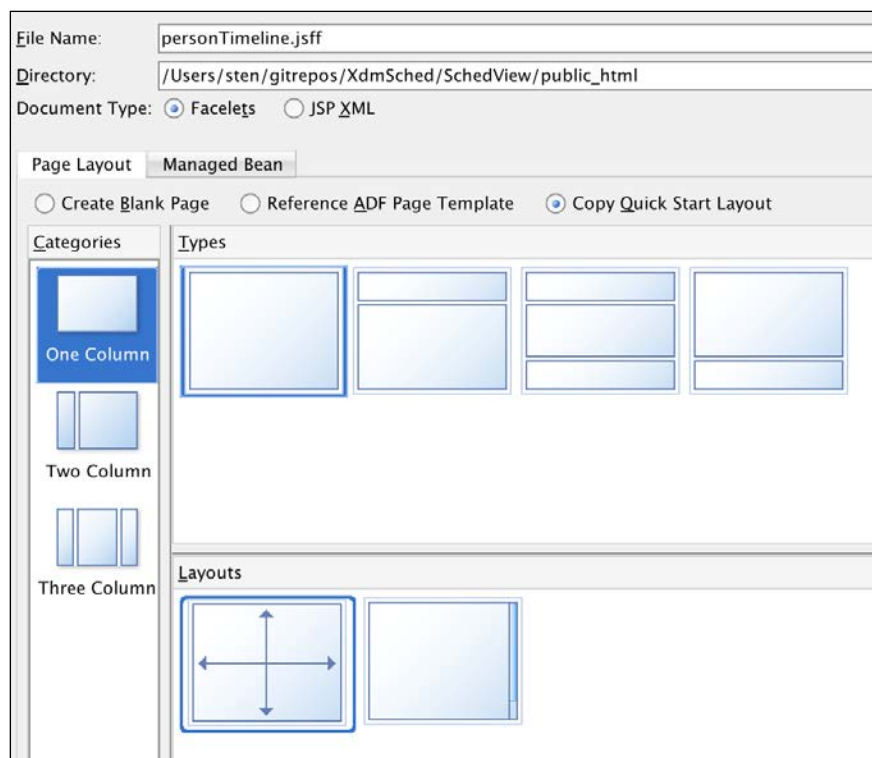 File Name: personTimeline.jsff
Directory: /Users/sten/gitrepos/XdmSched/SchedView/public_html
Document Type: Facelets JSP XML
Page Layout Managed Bean
Create Blank Page Reference ADF Page Template Copy Quick Start Layout
Categories
Types
One Column
Two Column
Three Column
Layouts